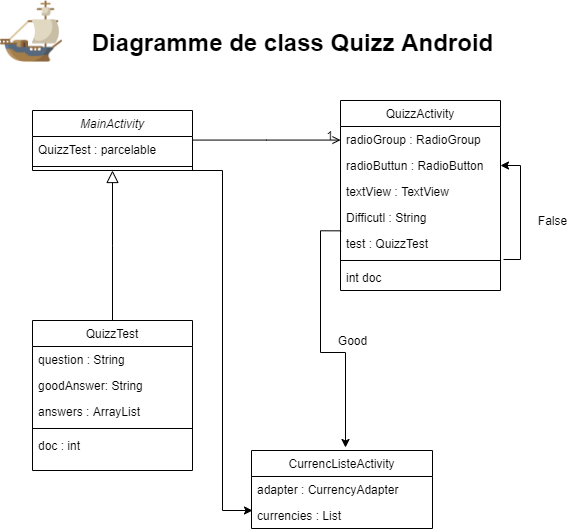 Diagramme de class Quizz Android
MainActivity
QuizzTest : parcelable
1
QuizzActivity
radioGroup : RadioGroup
radioButtun : RadioButton
textView : TextView
Difficutl : String
test : QuizzTest
int doc
False
Good
QuizzTest
question : String
goodAnswer: String
answers : ArrayList
doc : int
CurrencListeActivity
adapter : CurrencyAdapter
currencies : List